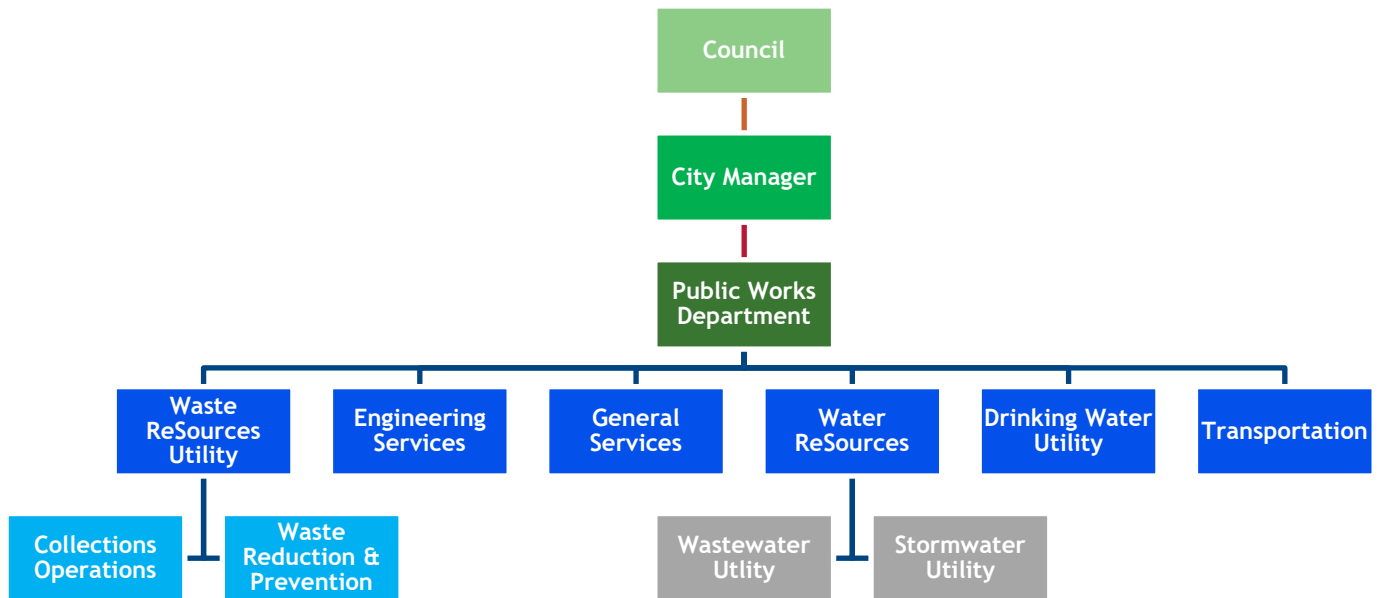 Council
City Manager
Public Works
Department
Waste
ReSources
Utility
Engineering
Services
General
Services
Water
ReSources
Drinking Water
Utility
Transportation
Collections
Operations
Waste
Reduction &
Prevention
Wastewater
Utlity
Stormwater
Utility